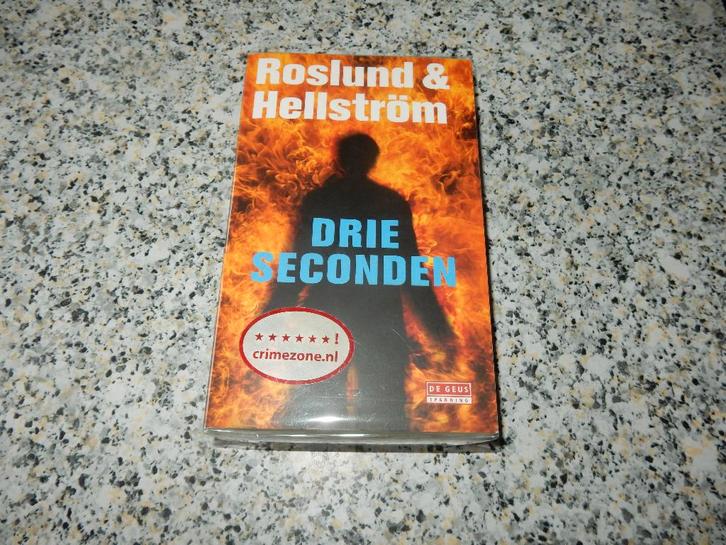 Roslund &
Hellström
DRIE
SECONDEN
★★★★★★!
crimezone.nl
DE GEUS
SPANNING